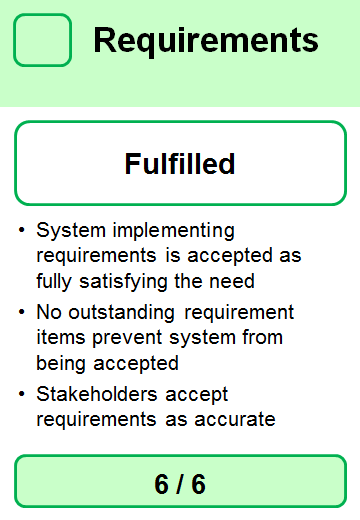 Requirements
Fulfilled
• System implementing
requirements is accepted as
fully satisfying the need
• No outstanding requirement
items prevent system from
being accepted
• Stakeholders accept
requirements as accurate
6 / 6